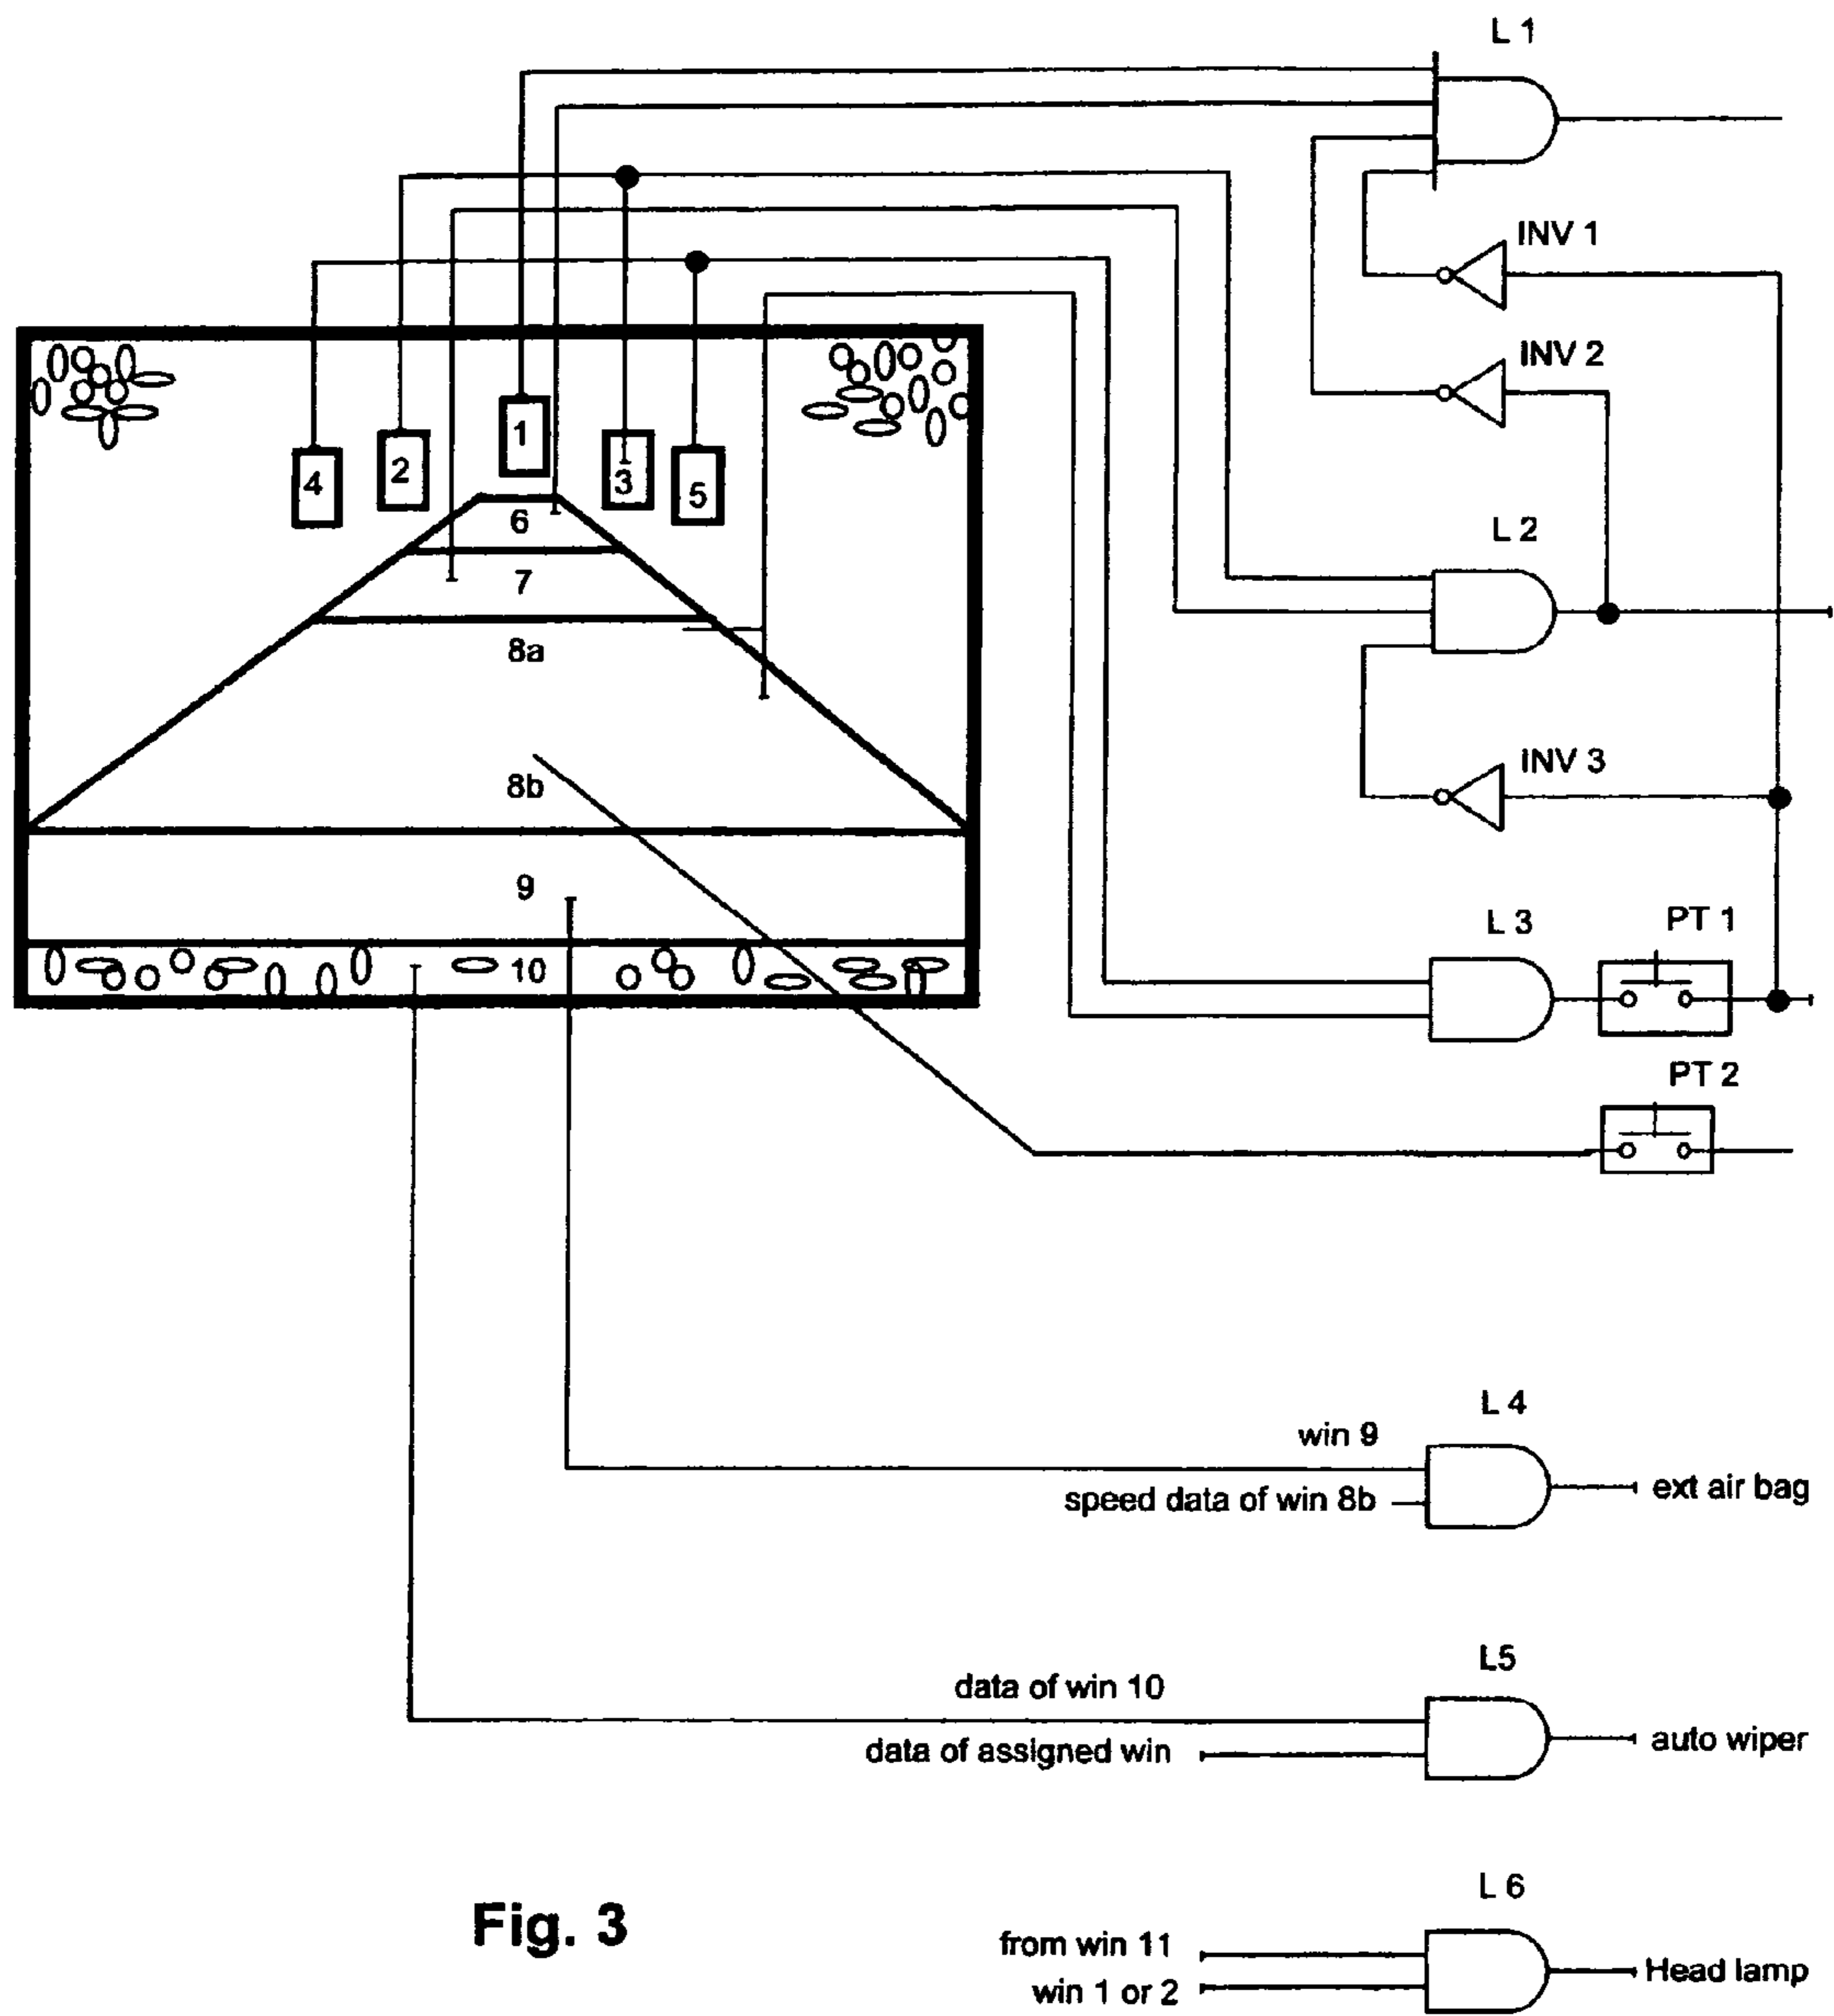 L 1
INV 1
INV 2
1
2
3
4
5
6
L 2
7
8a
INV 3
8b
9
L 3
PT 1
10
PT 2
L 4
win 9
speed data of win 8b
ext air bag
L5
data of win 10
data of assigned win
auto wiper
L 6
Fig. 3
from win 11
win 1 or 2
Head lamp